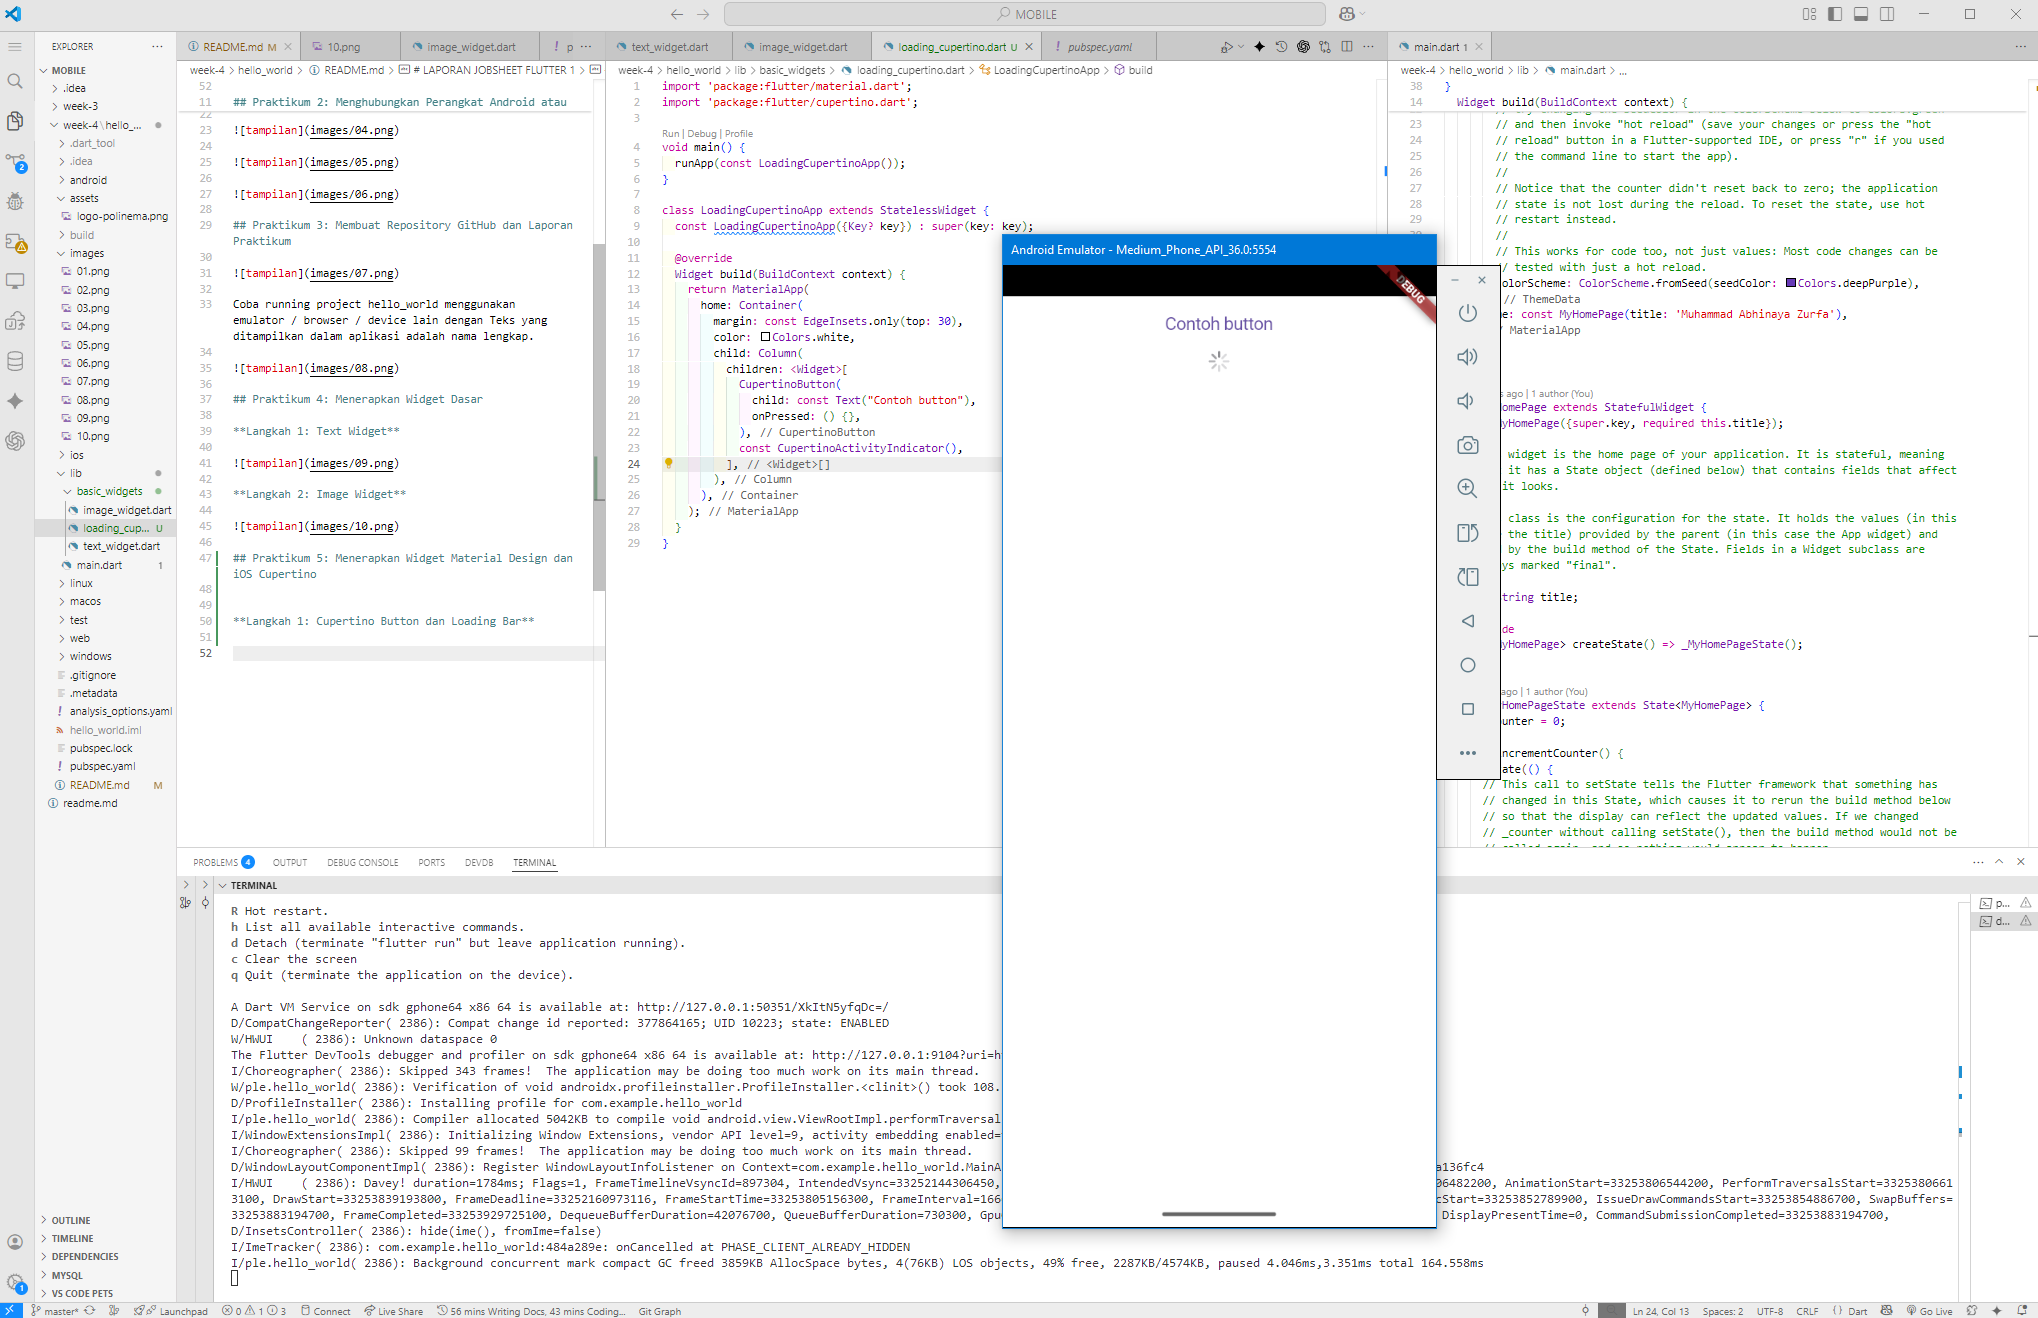 MOBILE
EXPLORER
MOBILE
.idea
week-3
week-4\hello_...
.dart_tool
.idea
android
assets
logo-polinema.png
build
images
01.png
02.png
03.png
04.png
05.png
06.png
07.png
08.png
09.png
10.png
ios
lib
basic_widgets
image_widget.dart
loading_cup... U
text_widget.dart
main.dart 1
linux
macos
test
web
windows
.gitignore
.metadata
analysis_options.yaml
hello_world.iml
pubspec.lock
pubspec.yaml
README.md M
readme.md
OUTLINE
TIMELINE
DEPENDENCIES
MYSQL
VS CODE PETS
README.md M
10.png
image_widget.dart
! p
week-4 > hello_world > README.md > # LAPORAN JOBSHEET FLUTTER 1 >
52
11 ## Praktikum 2: Menghubungkan Perangkat Android atau
22
23 ![tampilan](images/04.png)
24
25 ![tampilan](images/05.png)
26
27 ![tampilan](images/06.png)
28
29 ## Praktikum 3: Membuat Repository GitHub dan Laporan
Praktikum
30
31 ![tampilan](images/07.png)
32
33 Coba running project hello_world menggunakan
emulator / browser / device lain dengan Teks yang
ditampilkan dalam aplikasi adalah nama lengkap.
34
35 ![tampilan](images/08.png)
36
37 ## Praktikum 4: Menerapkan Widget Dasar
38
39 **Langkah 1: Text Widget**
40
41 ![tampilan](images/09.png)
42
43 **Langkah 2: Image Widget**
44
45 ![tampilan](images/10.png)
46
47 ## Praktikum 5: Menerapkan Widget Material Design dan
iOS Cupertino
48
49
50 **Langkah 1: Cupertino Button dan Loading Bar**
51
52
text_widget.dart
image_widget.dart
loading_cupertino.dart U
! pubspec.yaml
week-4 > hello_world > lib > basic_widgets > loading_cupertino.dart > LoadingCupertinoApp > build
1 import 'package:flutter/material.dart';
2 import 'package:flutter/cupertino.dart';
3
Run | Debug | Profile
4 void main() {
5 runApp(const LoadingCupertinoApp());
6 }
7
8 class LoadingCupertinoApp extends StatelessWidget {
9 const LoadingCupertinoApp({Key? key}) : super(key: key);
10
11 @override
12 Widget build(BuildContext context) {
13 return MaterialApp(
14 home: Container(
15 margin: const EdgeInsets.only(top: 30),
16 color: Colors.white,
17 child: Column(
18 children: <Widget>[
19 CupertinoButton(
20 child: const Text("Contoh button"),
21 onPressed: () {},
22 ), // CupertinoButton
23 const CupertinoActivityIndicator(),
24 ], // <Widget>[]
25 ), // Column
26 ), // Container
27 ); // MaterialApp
28 }
29 }
main.dart 1
week-4 > hello_world > lib > main.dart > ...
38 }
14 Widget build(BuildContext context) {
23 // and then invoke "hot reload" (save your changes or press the "hot
24 // reload" button in a Flutter-supported IDE, or press "r" if you used
25 // the command line to start the app).
26 //
27 // Notice that the counter didn't reset back to zero; the application
28 // state is not lost during the reload. To reset the state, use hot
29 // restart instead.
//
// This works for code too, not just values: Most code changes can be
// tested with just a hot reload.
colorScheme: ColorScheme.fromSeed(seedColor: Colors.deepPurple),
// ThemeData
e: const MyHomePage(title: 'Muhammad Abhinaya Zurfa'),
/ MaterialApp
s ago | 1 author (You)
omePage extends StatefulWidget {
yHomePage({super.key, required this.title});
widget is the home page of your application. It is stateful, meaning
it has a State object (defined below) that contains fields that affect
it looks.
class is the configuration for the state. It holds the values (in this
the title) provided by the parent (in this case the App widget) and
by the build method of the State. Fields in a Widget subclass are
ys marked "final".
tring title;
de
yHomePage> createState() => _MyHomePageState();
ago | 1 author (You)
HomePageState extends State<MyHomePage> {
unter = 0;
ncrementCounter() {
ate(() {
// This call to setState tells the Flutter framework that something has
// changed in this State, which causes it to rerun the build method below
// so that the display can reflect the updated values. If we changed
// _counter without calling setState(), then the build method would not be
Android Emulator - Medium_Phone_API_36.0:5554
DEBUG
Contoh button
PROBLEMS 4 OUTPUT DEBUG CONSOLE PORTS DEVDB TERMINAL
TERMINAL
R Hot restart.
h List all available interactive commands.
d Detach (terminate "flutter run" but leave application running).
c Clear the screen
q Quit (terminate the application on the device).
A Dart VM Service on sdk gphone64 x86 64 is available at: http://127.0.0.1:50351/XkItN5yfqDc=/
D/CompatChangeReporter( 2386): Compat change id reported: 377864165; UID 10223; state: ENABLED
W/HWUI ( 2386): Unknown dataspace 0
The Flutter DevTools debugger and profiler on sdk gphone64 x86 64 is available at: http://127.0.0.1:9104?uri=h
I/Choreographer( 2386): Skipped 343 frames! The application may be doing too much work on its main thread.
W/ple.hello_world( 2386): Verification of void androidx.profileinstaller.ProfileInstaller.<clinit>() took 108.
D/ProfileInstaller( 2386): Installing profile for com.example.hello_world
I/ple.hello_world( 2386): Compiler allocated 5042KB to compile void android.view.ViewRootImpl.performTraversal
I/WindowExtensionsImpl( 2386): Initializing Window Extensions, vendor API level=9, activity embedding enabled=
I/Choreographer( 2386): Skipped 99 frames! The application may be doing too much work on its main thread.
D/WindowLayoutComponentImpl( 2386): Register WindowLayoutInfoListener on Context=com.example.hello_world.MainA a136fc4
I/HWUI ( 2386): Davey! duration=1784ms; Flags=1, FrameTimelineVsyncId=897304, IntendedVsync=33252144306450, 06482200, AnimationStart=33253806544200, PerformTraversalsStart=3325380661
3100, DrawStart=33253839193800, FrameDeadline=33252160973116, FrameStartTime=33253805156300, FrameInterval=166 cStart=33253852789900, IssueDrawCommandsStart=33253854886700, SwapBuffers=
33253883194700, FrameCompleted=33253929725100, DequeueBufferDuration=42076700, QueueBufferDuration=730300, Gpu DisplayPresentTime=0, CommandSubmissionCompleted=33253883194700,
D/InsetsController( 2386): hide(ime(), fromIme=false)
I/ImeTracker( 2386): com.example.hello_world:484a289e: onCancelled at PHASE_CLIENT_ALREADY_HIDDEN
I/ple.hello_world( 2386): Background concurrent mark compact GC freed 3859KB AllocSpace bytes, 4(76KB) LOS objects, 49% free, 2287KB/4574KB, paused 4.046ms,3.351ms total 164.558ms
p...
d...
master* Launchpad 0 1 3 Connect Live Share 56 mins Writing Docs, 43 mins Coding... Git Graph
Ln 24, Col 13 Spaces: 2 UTF-8 CRLF {} Dart Go Live